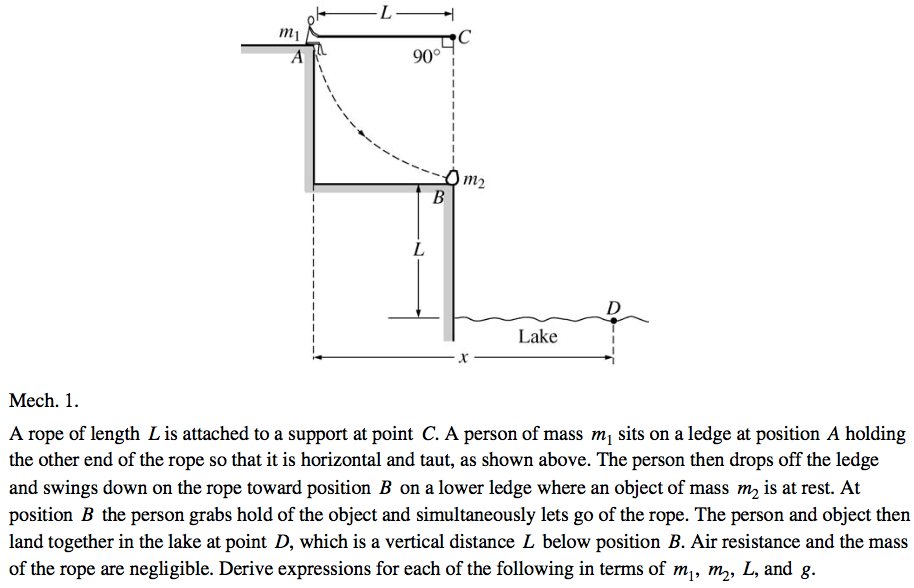 L
m₁
C
A
90°
m₂
B
L
D
Lake
x
Mech. 1.
A rope of length L is attached to a support at point C. A person of mass m₁ sits on a ledge at position A holding
the other end of the rope so that it is horizontal and taut, as shown above. The person then drops off the ledge
and swings down on the rope toward position B on a lower ledge where an object of mass m₂ is at rest. At
position B the person grabs hold of the object and simultaneously lets go of the rope. The person and object then
land together in the lake at point D, which is a vertical distance L below position B. Air resistance and the mass
of the rope are negligible. Derive expressions for each of the following in terms of m₁, m₂, L, and g.